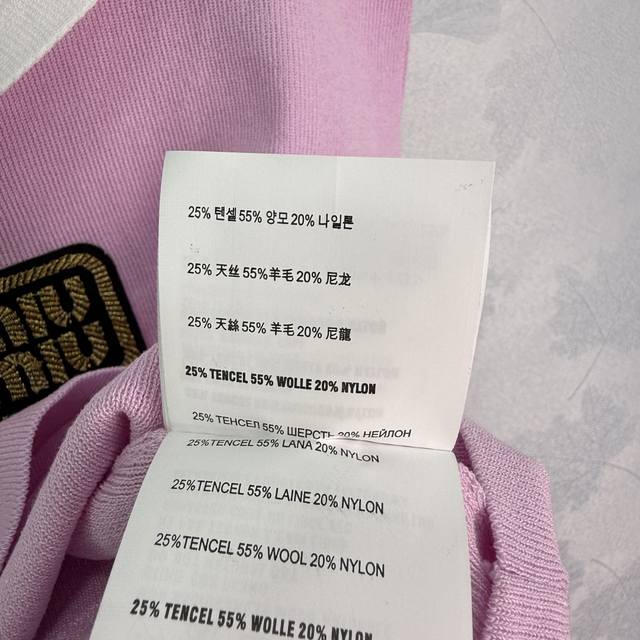 25% 텐셀 55% 양모 20% 나일론
25% 天丝 55%羊毛 20% 尼龙
25% 天絲 55% 羊毛 20% 尼龍
25% TENCEL 55% WOLLE 20% NYLON
25% ТЕНСЕЛ 55% ШЕРСТЬ 20% НЕЙЛОН
25%TENCEL 55% LANA 20% NYLON
25%TENCEL 55% LAINE 20% NYLON
25%TENCEL 55% WOOL 20% NYLON
25% TENCEL 55% WOLLE 20% NYLON